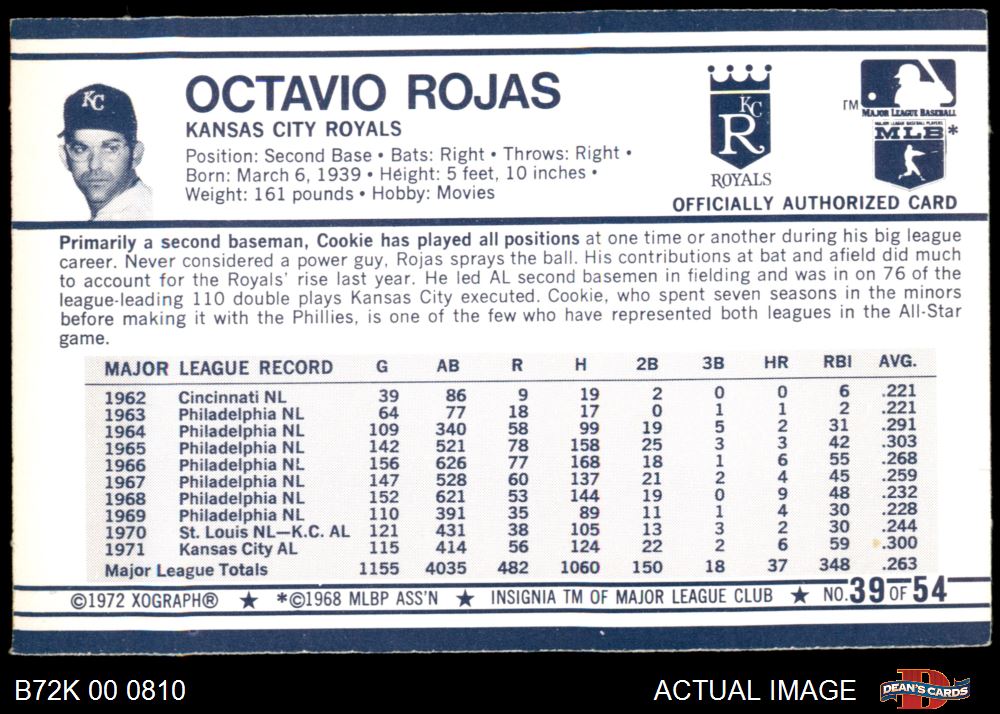 OCTAVIO ROJAS
KANSAS CITY ROYALS
Position: Second Base • Bats: Right • Throws: Right •
Born: March 6, 1939 • Height: 5 feet, 10 inches •
Weight: 161 pounds • Hobby: Movies
KC
KC
R
ROYALS
TM
MAJOR LEAGUE BASEBALL
MAJOR LEAGUE BASEBALL PLAYERS
MLB*
OFFICIALLY AUTHORIZED CARD
Primarily a second baseman, Cookie has played all positions at one time or another during his big league
career. Never considered a power guy, Rojas sprays the ball. His contributions at bat and afield did much
to account for the Royals' rise last year. He led AL second basemen in fielding and was in on 76 of the
league-leading 110 double plays Kansas City executed. Cookie, who spent seven seasons in the minors
before making it with the Phillies, is one of the few who have represented both leagues in the All-Star
game.
MAJOR LEAGUE RECORD G AB R H 2B 3B HR RBI AVG.
1962 Cincinnati NL 39 86 9 19 2 0 0 6 .221
1963 Philadelphia NL 64 77 18 17 0 1 1 2 .221
1964 Philadelphia NL 109 340 58 99 19 5 2 31 .291
1965 Philadelphia NL 142 521 78 158 25 3 3 42 .303
1966 Philadelphia NL 156 626 77 168 18 1 6 55 .268
1967 Philadelphia NL 147 528 60 137 21 2 4 45 .259
1968 Philadelphia NL 152 621 53 144 19 0 9 48 .232
1969 Philadelphia NL 110 391 35 89 11 1 4 30 .228
1970 St. Louis NL—K.C. AL 121 431 38 105 13 3 2 30 .244
1971 Kansas City AL 115 414 56 124 22 2 6 59 .300
Major League Totals 1155 4035 482 1060 150 18 37 348 .263
©1972 XOGRAPH® ★ *©1968 MLBP ASS'N ★ INSIGNIA TM OF MAJOR LEAGUE CLUB ★ NO.39 OF 54
B72K 00 0810
ACTUAL IMAGE
D
DEAN'S CARDS